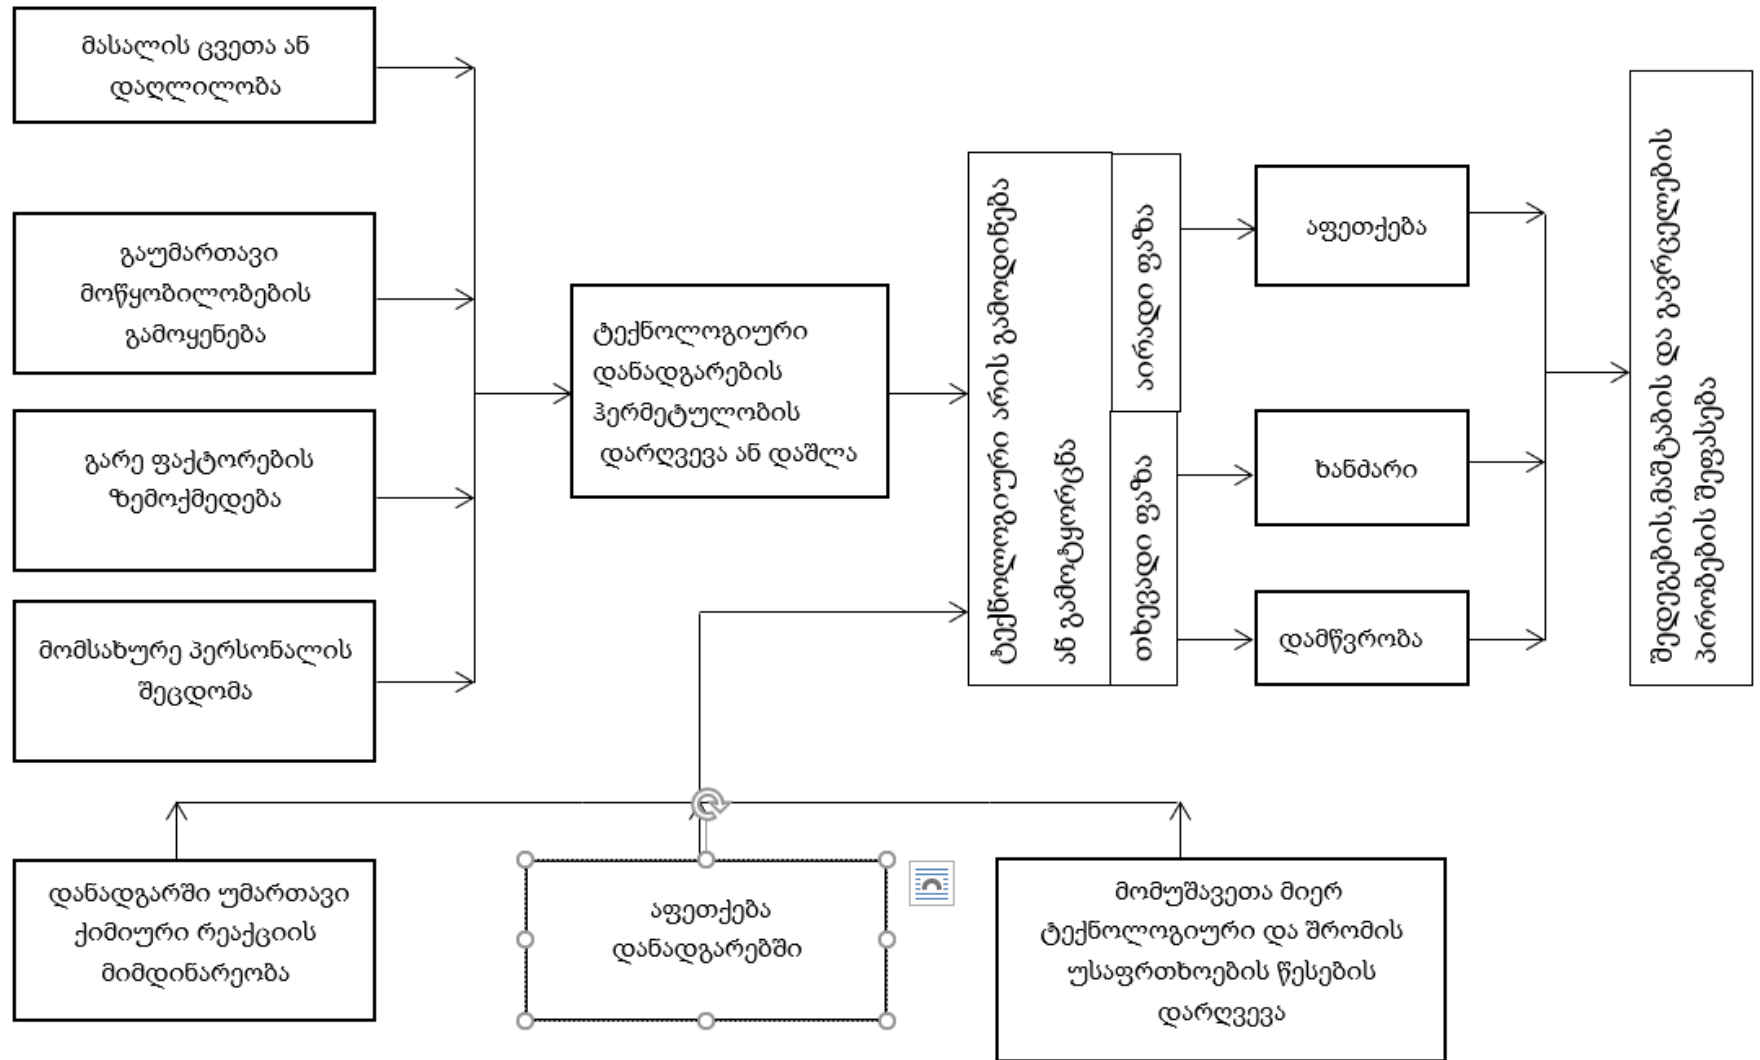 მასალის ცვეთა ან
დაღლილობა
გაუმართავი
მოწყობილობების
გამოყენება
გარე ფაქტორების
ზემოქმედება
მომსახურე პერსონალის
შეცდომა
ტექნოლოგიური
დანადგარების
ჰერმეტულობის
დარღვევა ან დაშლა
ტექნოლოგიური არის გამოდინება
ან გამოტყორცნა
აირადი ფაზა
თხევადი ფაზა
აფეთქება
ხანძარი
დამწვრობა
შედეგების,მაშტაბის და გავრცელების
პირობების შეფასება
დანადგარში უმართავი
ქიმიური რეაქციის
მიმდინარეობა
აფეთქება
დანადგარებში
მომუშავეთა მიერ
ტექნოლოგიური და შრომის
უსაფრთხოების წესების
დარღვევა